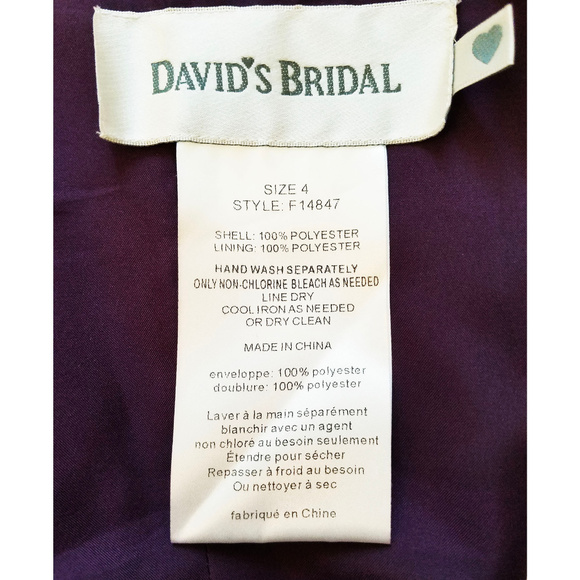 DAVID'S BRIDAL
SIZE 4
STYLE: F14847
SHELL: 100% POLYESTER
LINING: 100% POLYESTER
HAND WASH SEPARATELY
ONLY NON-CHLORINE BLEACH AS NEEDED
LINE DRY
COOL IRON AS NEEDED
OR DRY CLEAN
MADE IN CHINA
enveloppe: 100% polyester
doublure: 100% polyester
Laver à la main séparément
blanchir avec un agent
non chloré au besoin seulement
Étendre pour sécher
Repasser à froid au besoin
Ou nettoyer à sec
fabriqué en Chine